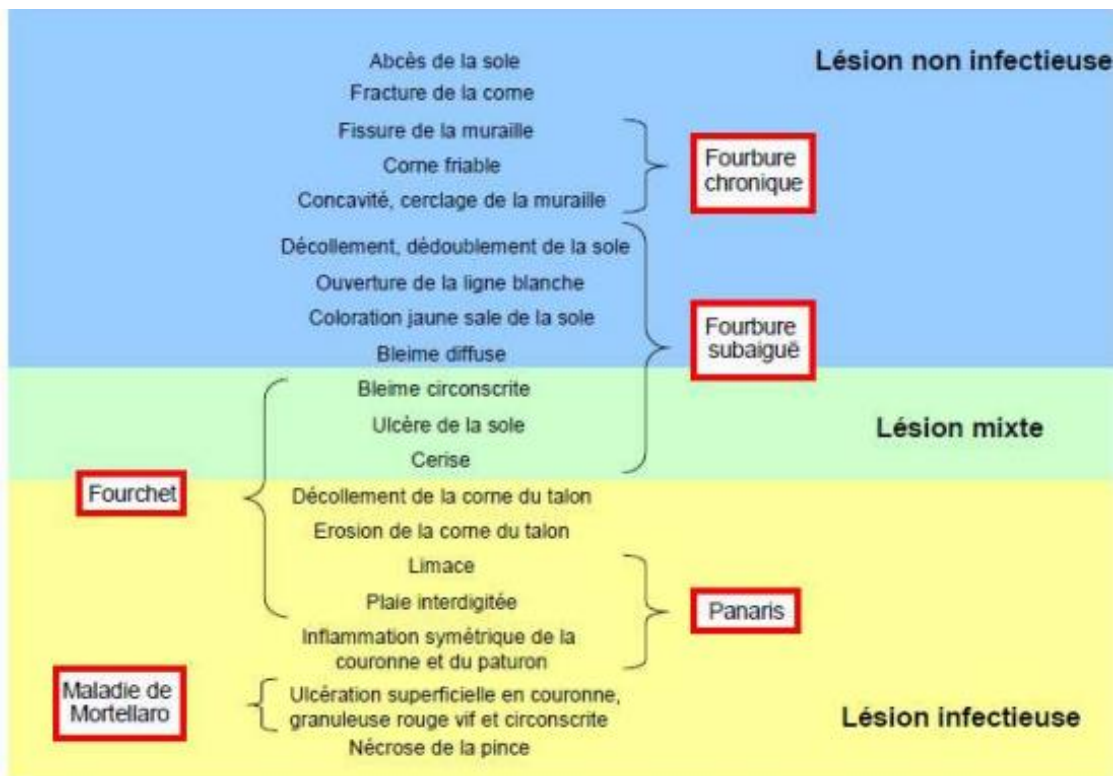 Lésion non infectieuse
Abcès de la sole
Fracture de la corne
Fissure de la muraille
Corne friable
Concavité, cerclage de la muraille
Fourbure
chronique
Décollement, dédoublement de la sole
Ouverture de la ligne blanche
Coloration jaune sale de la sole
Bleime diffuse
Fourbure
subaiguë
Bleime circonscrite
Ulcère de la sole
Cerise
Lésion mixte
Fourchet
Décollement de la corne du talon
Erosion de la corne du talon
Limace
Plaie interdigitée
Inflammation symétrique de la
couronne et du paturon
Panaris
Maladie de
Mortellaro
Ulcération superficielle en couronne,
granuleuse rouge vif et circonscrite
Nécrose de la pince
Lésion infectieuse